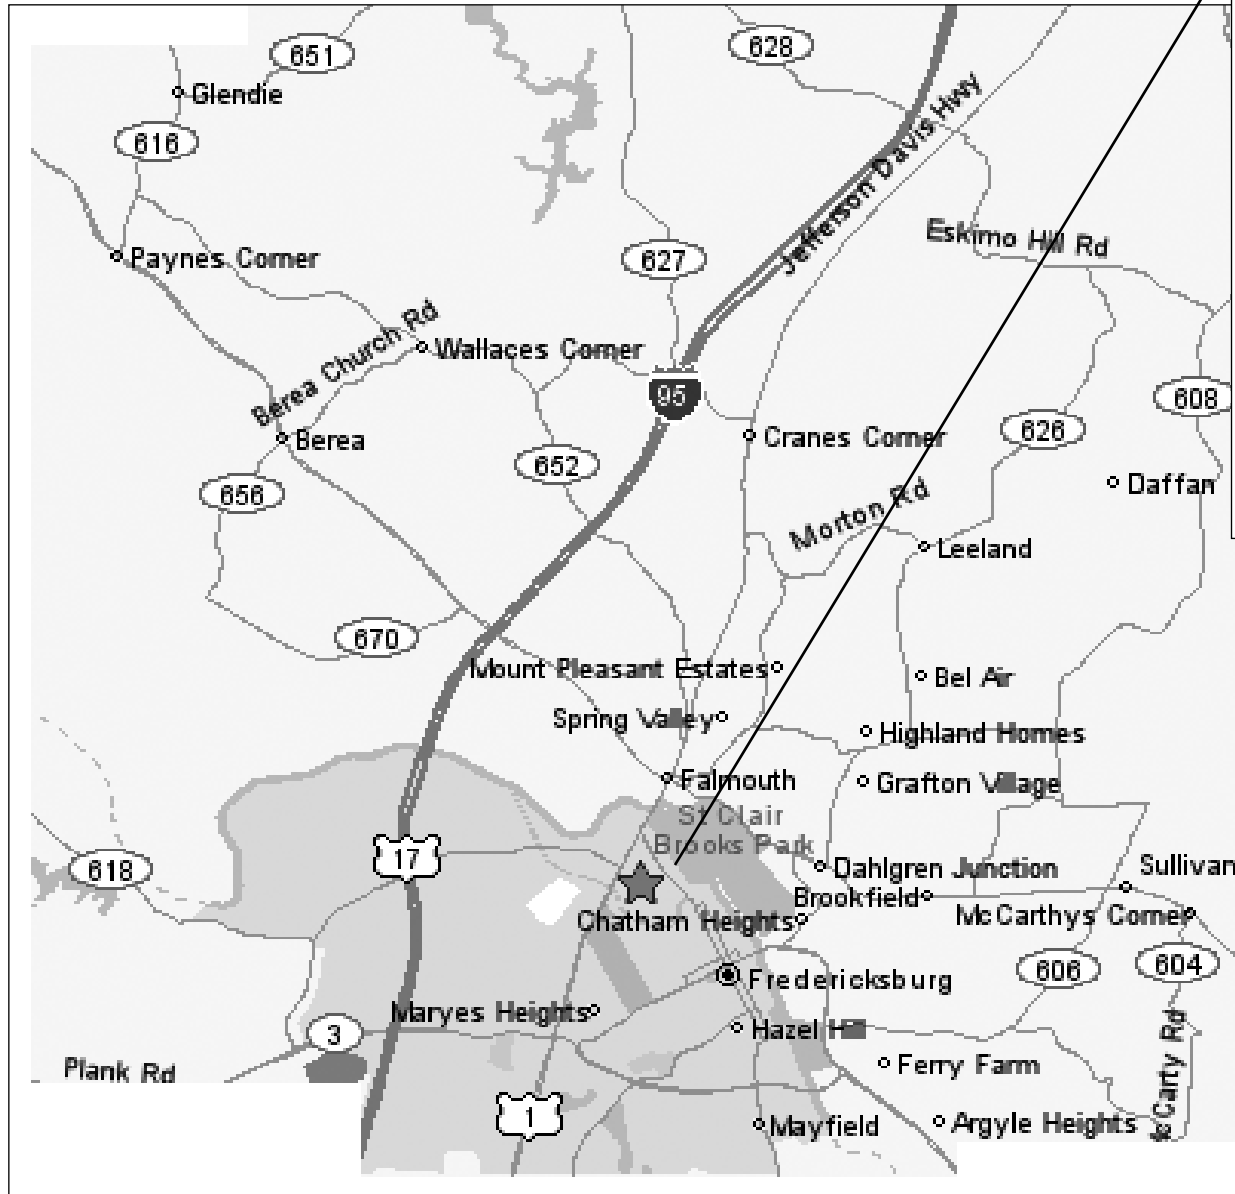 651
628
Glendie
Jefferson Davis Hwy
616
Eskimo Hill Rd
Paynes Corner
627
Berea Church Rd
Wallaces Corner
95
608
626
Cranes Corner
Berea
652
656
Daffan
Morton Rd
Leeland
670
Mount Pleasant Estates
Bel Air
Spring Valley
Highland Homes
Falmouth
Grafton Village
St Clair
Brooks Park
17
618
Dahlgren Junction
Sullivan
Brookfield
Chatham Heights
McCarthys Corner
606
604
Fredericksburg
Maryes Heights
3
Hazel Hill
Plank Rd
Ferry Farm
McCarty Rd
1
Mayfield
Argyle Heights